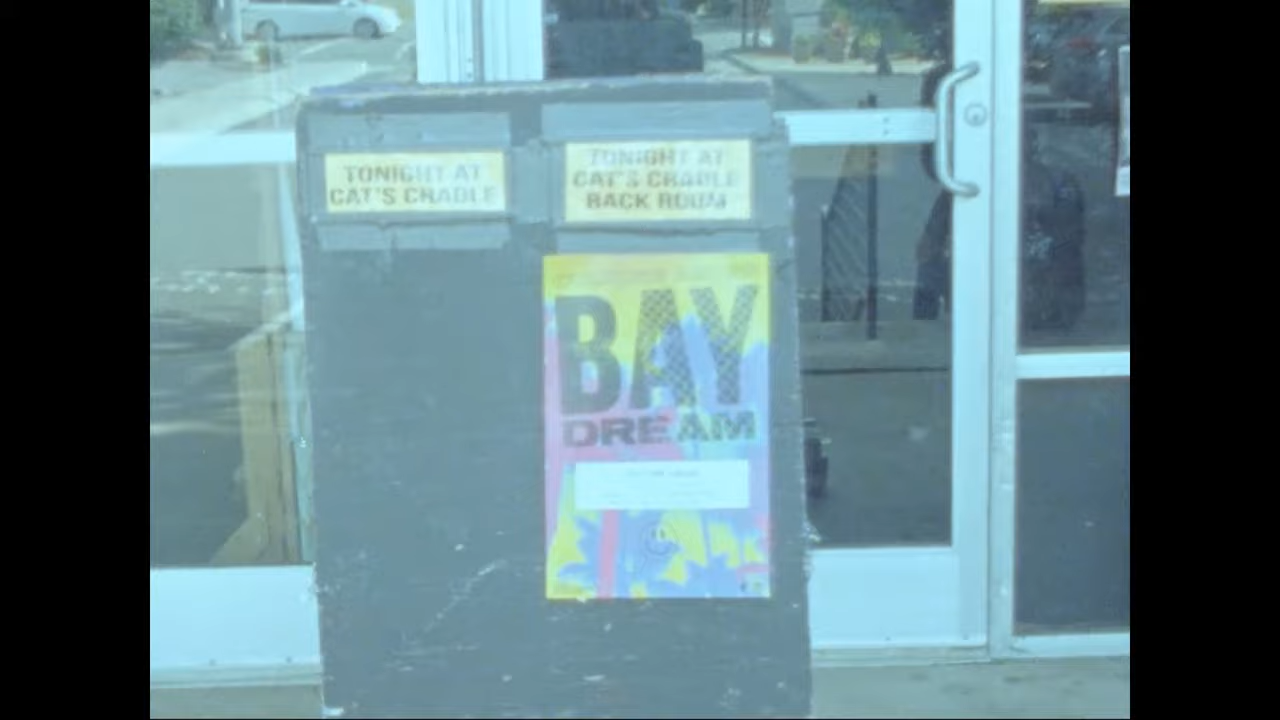 TONIGHT AT
CAT'S CRADLE
TONIGHT AT
CAT'S CRADLE
BACK ROOM
BAY
DREAM